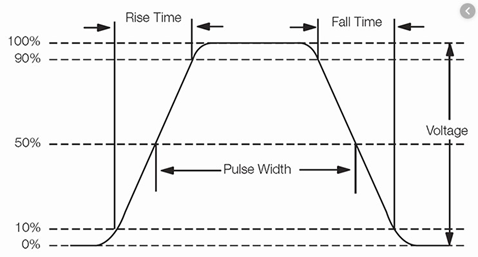 Rise Time
Fall Time
100%
90%
Voltage
50%
Pulse Width
10%
0%